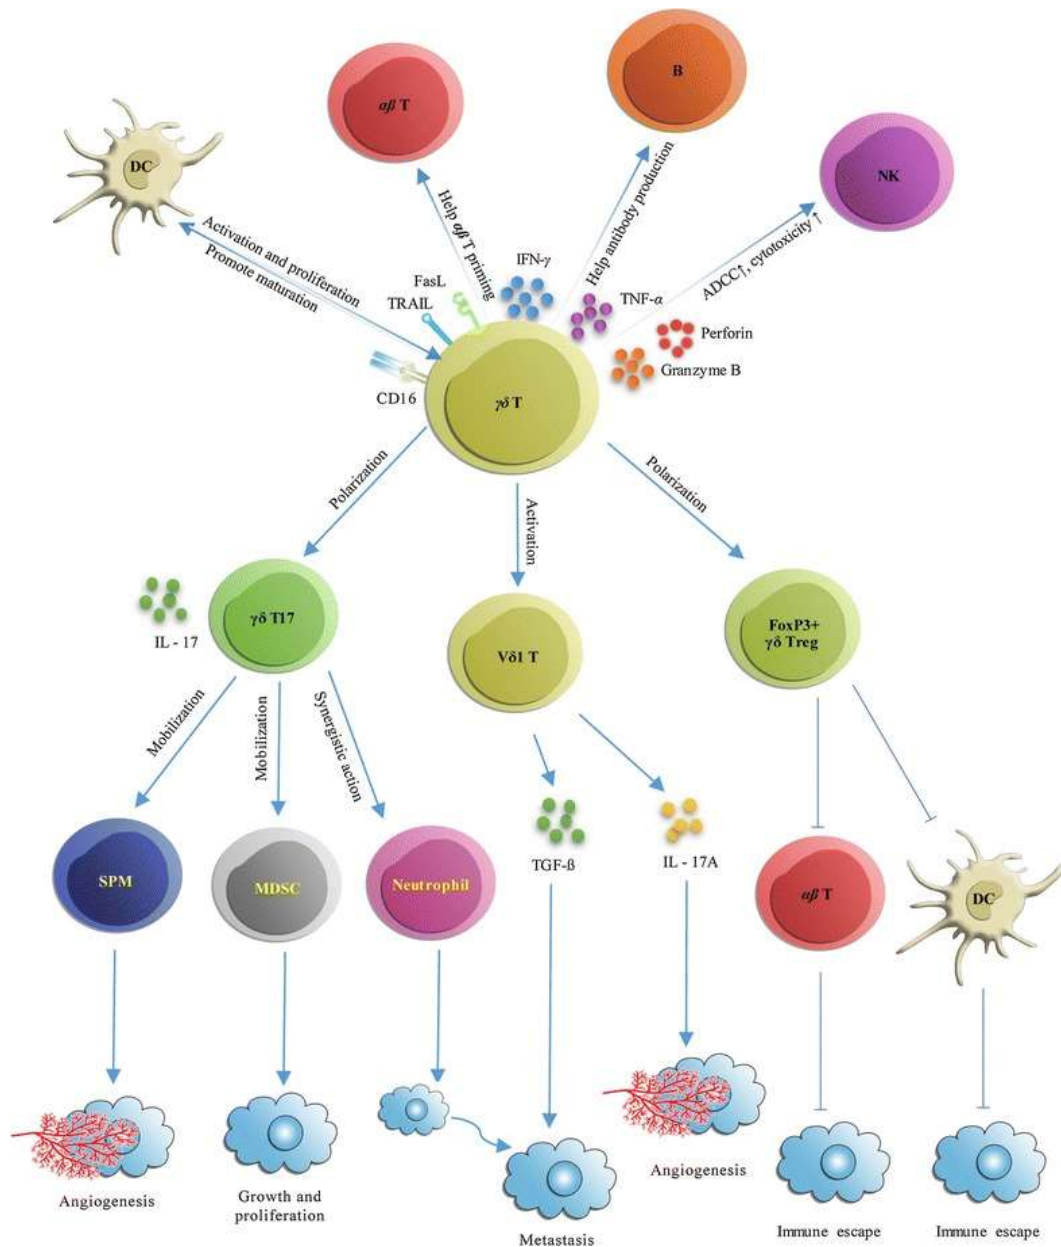 B
αβ T
DC
NK
Activation and proliferation
Promote maturation
Help αβ T priming
Help antibody production
ADCC↑, cytotoxicity ↑
IFN-γ
FasL
TNF-α
TRAIL
Perforin
Granzyme B
CD16
γδ T
Polarization
Activation
Polarization
γδ T17
FoxP3+
γδ Treg
IL - 17
Vδ1 T
Mobilization
Mobilization
Synergistic action
TGF-ß
IL - 17A
SPM
MDSC
Neutrophil
αβ T
DC
Angiogenesis
Growth and
proliferation
Metastasis
Angiogenesis
Immune escape
Immune escape